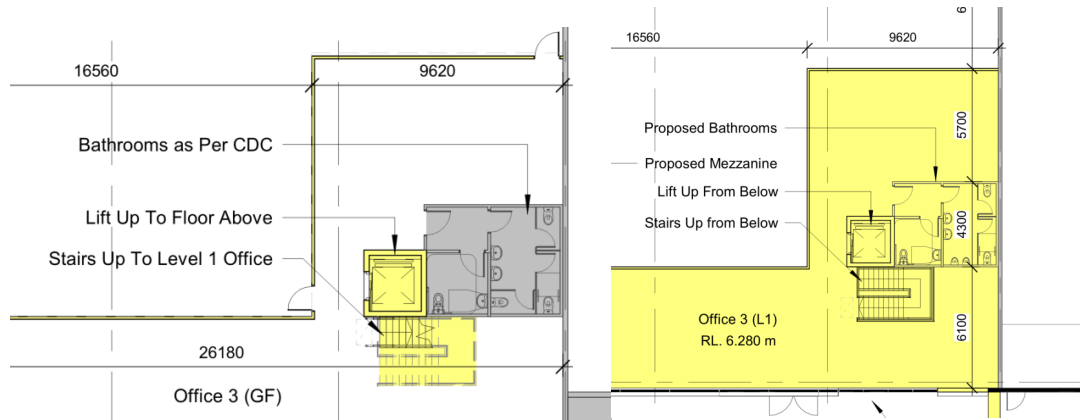 16560
9620
Bathrooms as Per CDC
Lift Up To Floor Above
Stairs Up To Level 1 Office
26180
Office 3 (GF)
6
16560
9620
Proposed Bathrooms
Proposed Mezzanine
Lift Up From Below
Stairs Up from Below
5700
4300
6100
Office 3 (L1)
RL. 6.280 m